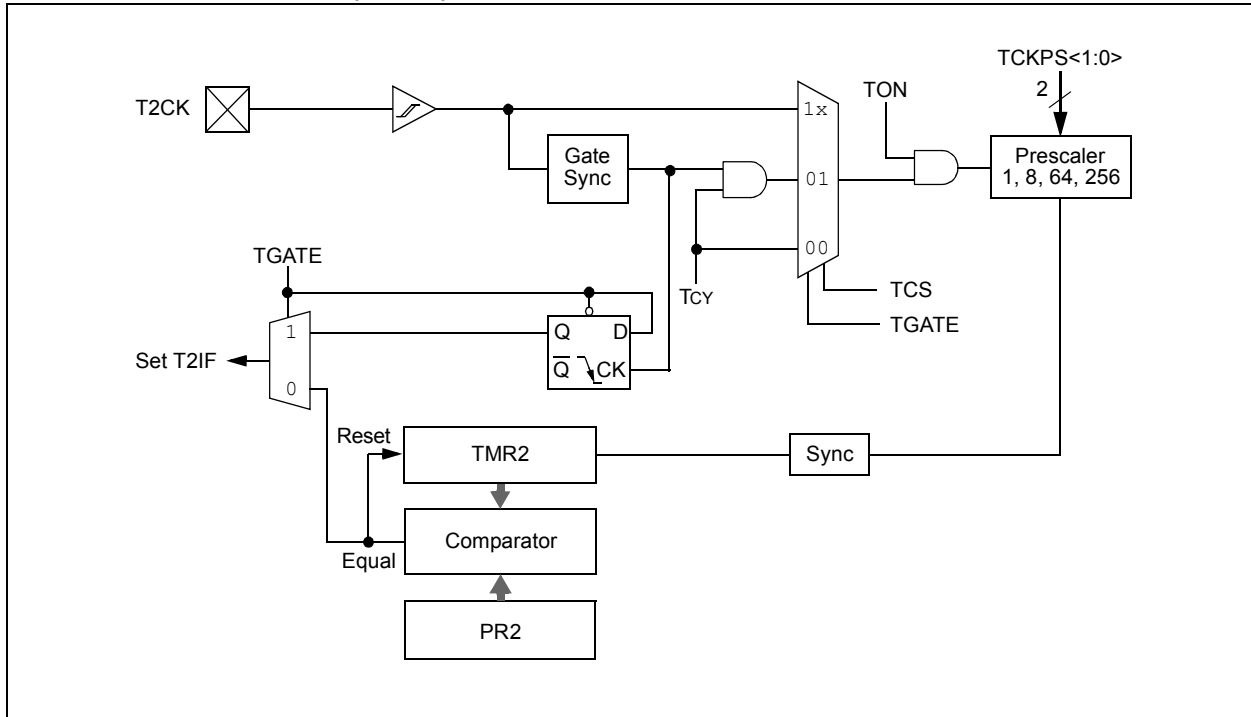 TCKPS<1:0>
2
T2CK
TON
1x
Gate
Sync
Prescaler
1, 8, 64, 256
01
00
TGATE
TCY
TCS
TGATE
1
Q
D
Set T2IF
Q
CK
0
Reset
TMR2
Sync
Comparator
Equal
PR2